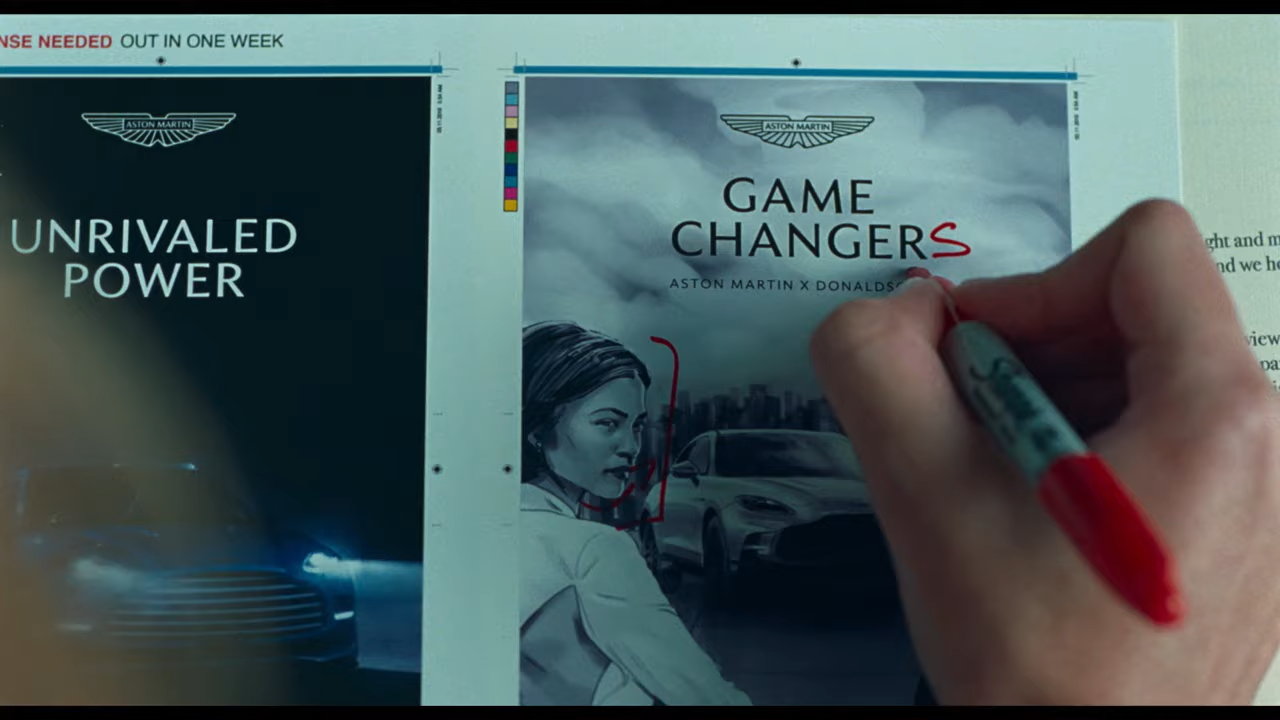 NSE NEEDED OUT IN ONE WEEK
ASTON MARTIN
UNRIVALED
POWER
ASTON MARTIN
GAME
CHANGERS
ASTON MARTIN X DONALDS
ght and m
nd we he
view
pa